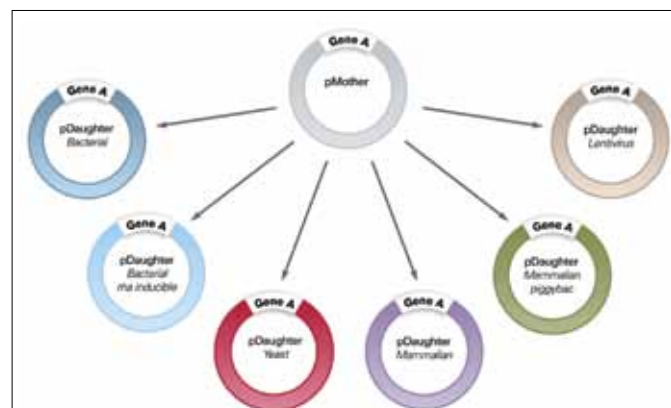 Gene A
pMother
Gene A
pDaughter
Bacterial
Gene A
pDaughter
Lentivirus
Gene A
pDaughter
Bacterial
rha inducible
Gene A
pDaughter
Mammalian
piggybac
Gene A
pDaughter
Yeast
Gene A
pDaughter
Mammalian